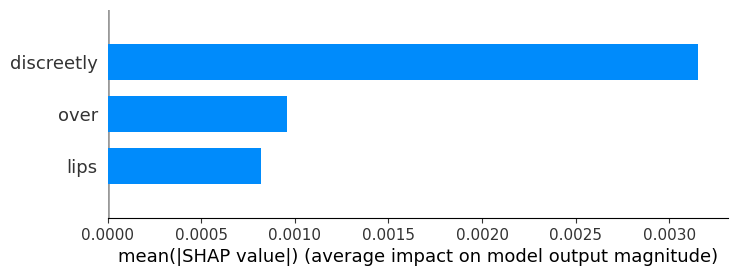 discreetly
over
lips
0.0000 0.0005 0.0010 0.0015 0.0020 0.0025 0.0030
mean(|SHAP value|) (average impact on model output magnitude)